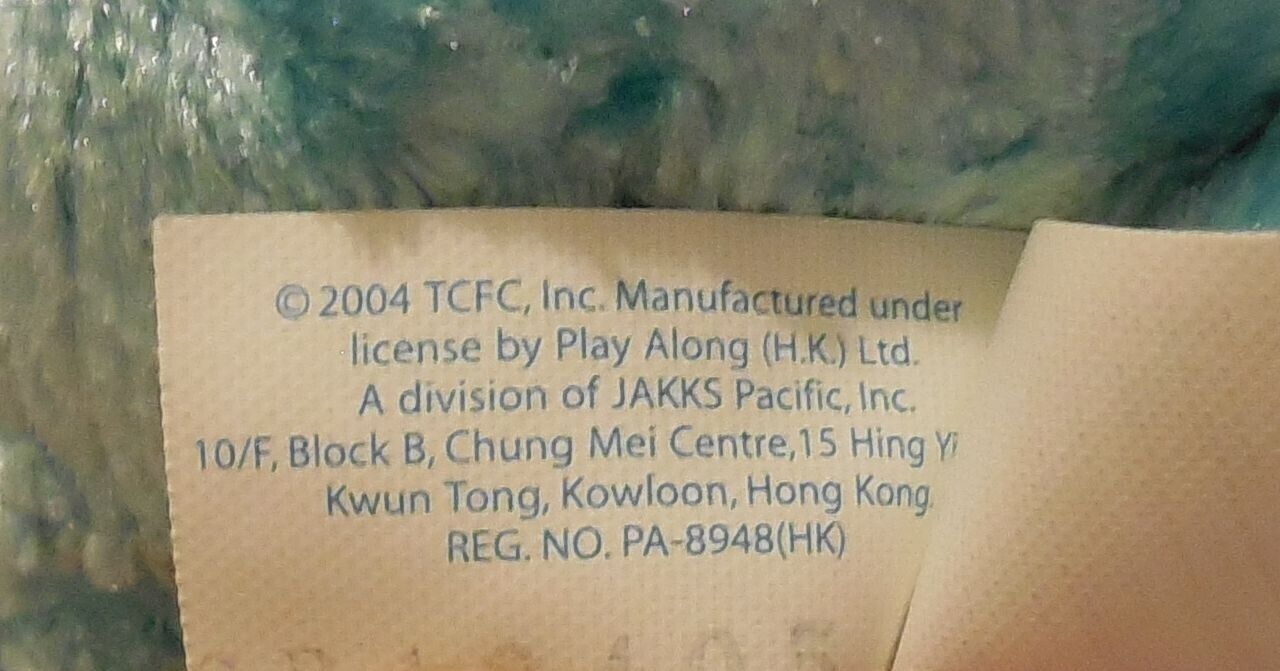 © 2004 TCFC, Inc. Manufactured under
license by Play Along (H.K.) Ltd.
A division of JAKKS Pacific, Inc.
10/F, Block B, Chung Mei Centre,15 Hing Yi
Kwun Tong, Kowloon, Hong Kong.
REG. NO. PA-8948(HK)